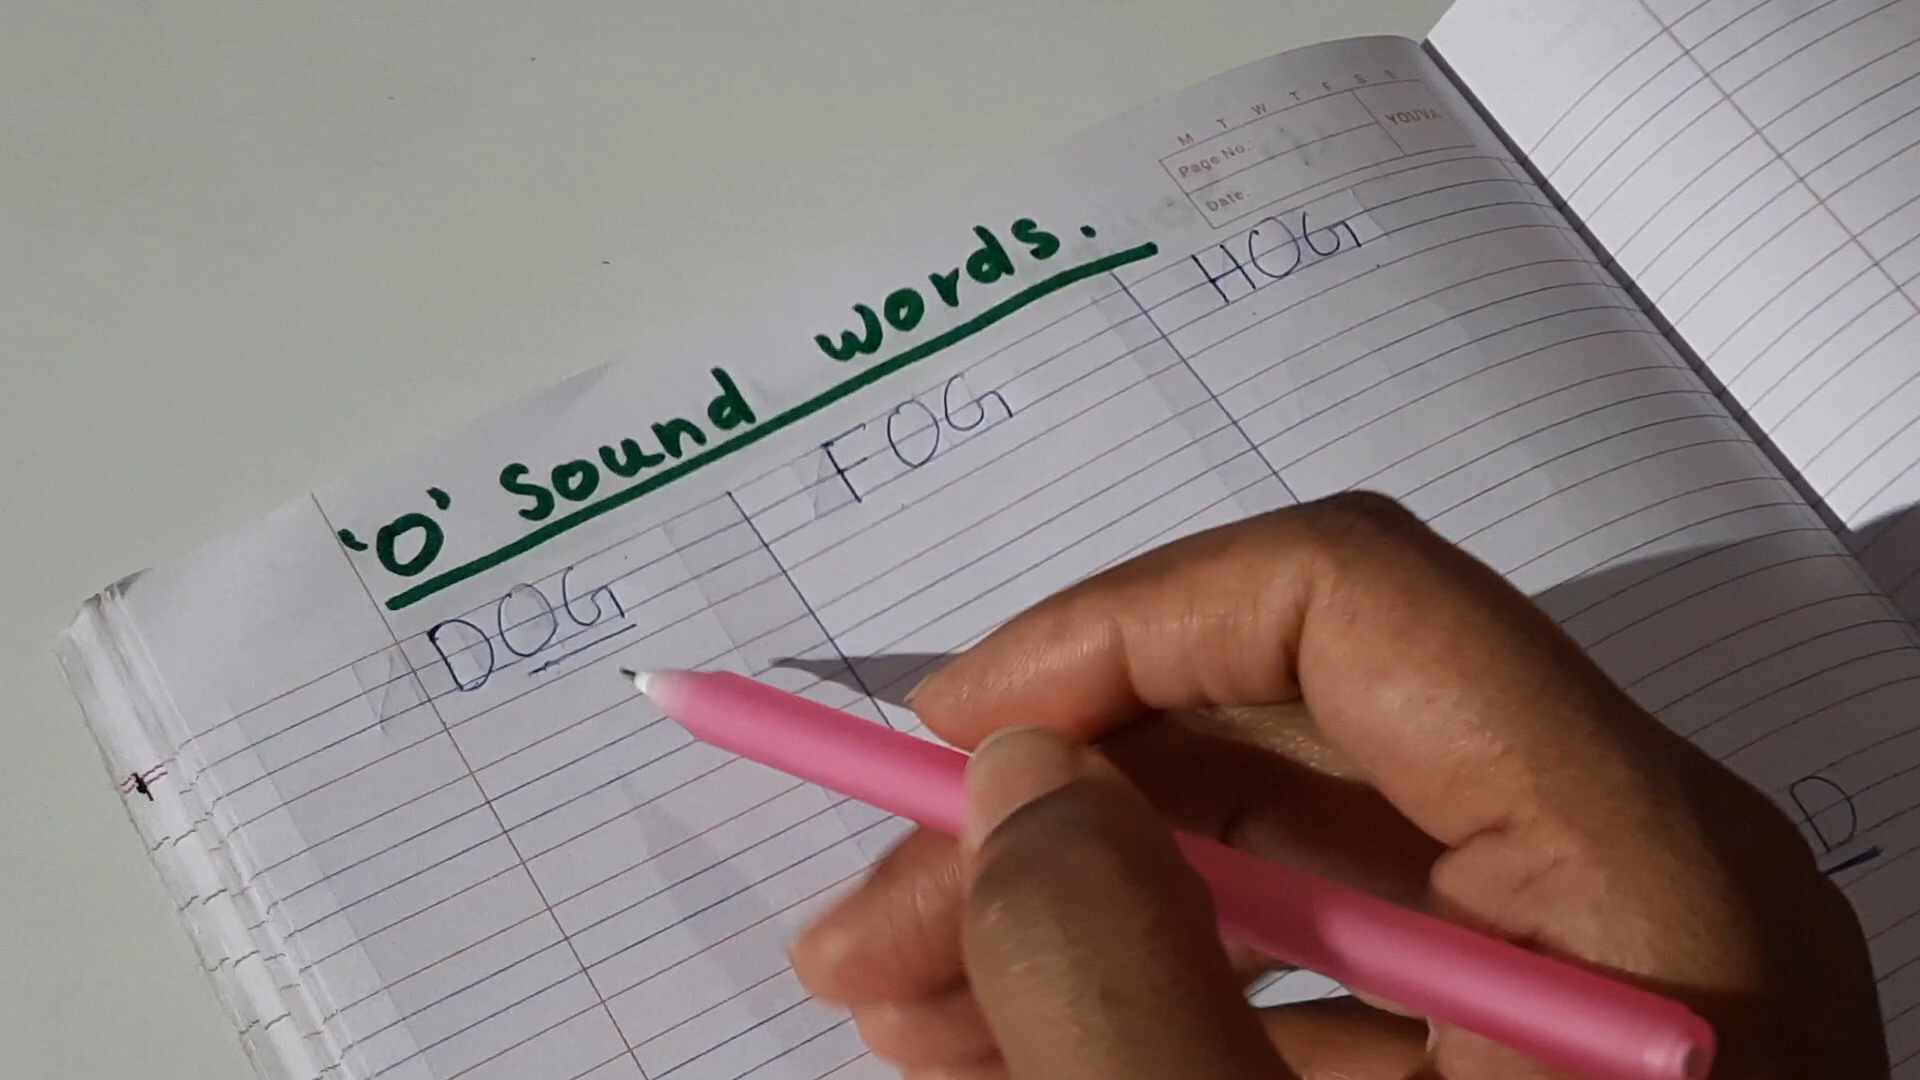 M T W T F S S
Page No.:
YOUVA
Date:
'O' Sound words.
DOG FOG HOG
D